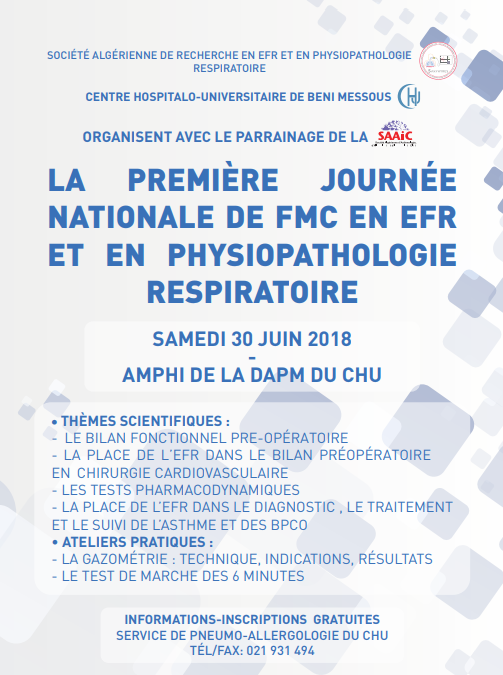 SOCIÉTÉ ALGÉRIENNE DE RECHERCHE EN EFR ET EN PHYSIOPATHOLOGIE
RESPIRATOIRE
CENTRE HOSPITALO-UNIVERSITAIRE DE BENI MESSOUS
ORGANISENT AVEC LE PARRAINAGE DE LA SAAIC
LA PREMIÈRE JOURNÉE
NATIONALE DE FMC EN EFR
ET EN PHYSIOPATHOLOGIE
RESPIRATOIRE
SAMEDI 30 JUIN 2018
-
AMPHI DE LA DAPM DU CHU
• THÈMES SCIENTIFIQUES :
- LE BILAN FONCTIONNEL PRE-OPÉRATOIRE
- LA PLACE DE L'EFR DANS LE BILAN PRÉOPÉRATOIRE
EN CHIRURGIE CARDIOVASCULAIRE
- LES TESTS PHARMACODYNAMIQUES
- LA PLACE DE L'EFR DANS LE DIAGNOSTIC , LE TRAITEMENT
ET LE SUIVI DE L'ASTHME ET DES BPCO
• ATELIERS PRATIQUES :
- LA GAZOMÉTRIE : TECHNIQUE, INDICATIONS, RÉSULTATS
- LE TEST DE MARCHE DES 6 MINUTES
INFORMATIONS-INSCRIPTIONS GRATUITES
SERVICE DE PNEUMO-ALLERGOLOGIE DU CHU
TÉL/FAX: 021 931 494